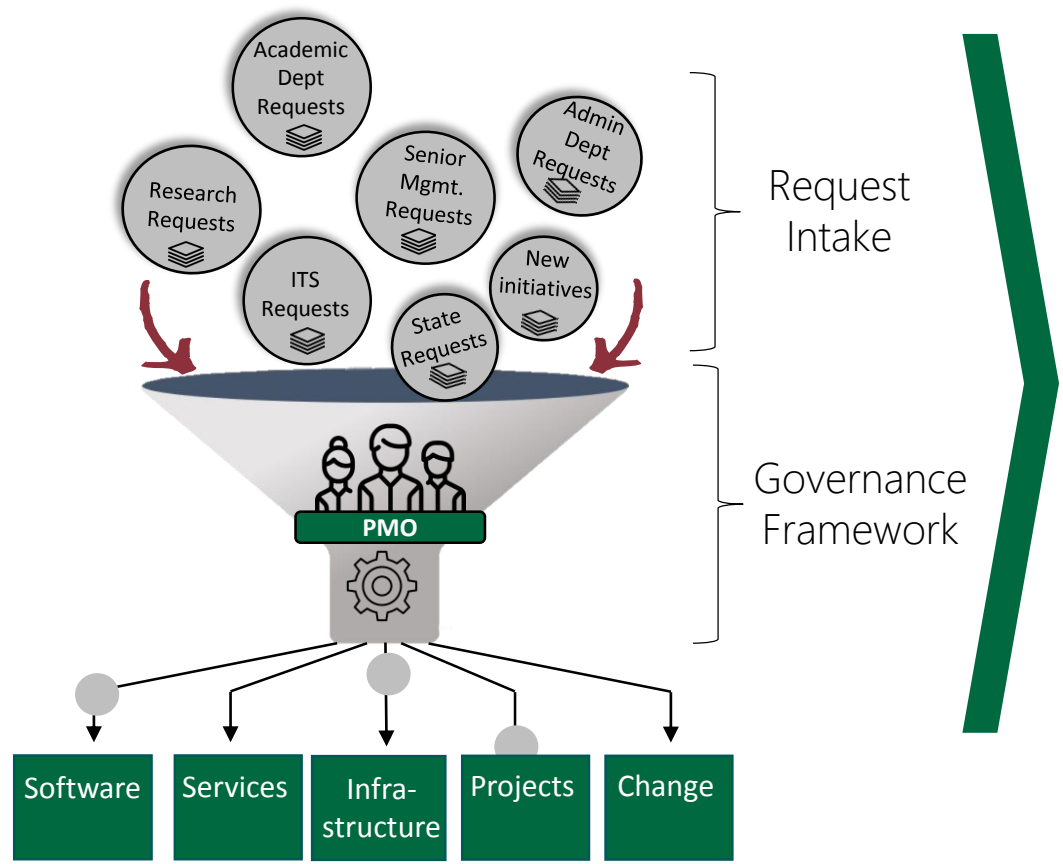 Academic
Dept
Requests
Admin
Dept
Requests
Senior
Mgmt.
Requests
Research
Requests
New
initiatives
ITS
Requests
State
Requests
Request
Intake
PMO
Governance
Framework
Software
Services
Infra-
structure
Projects
Change